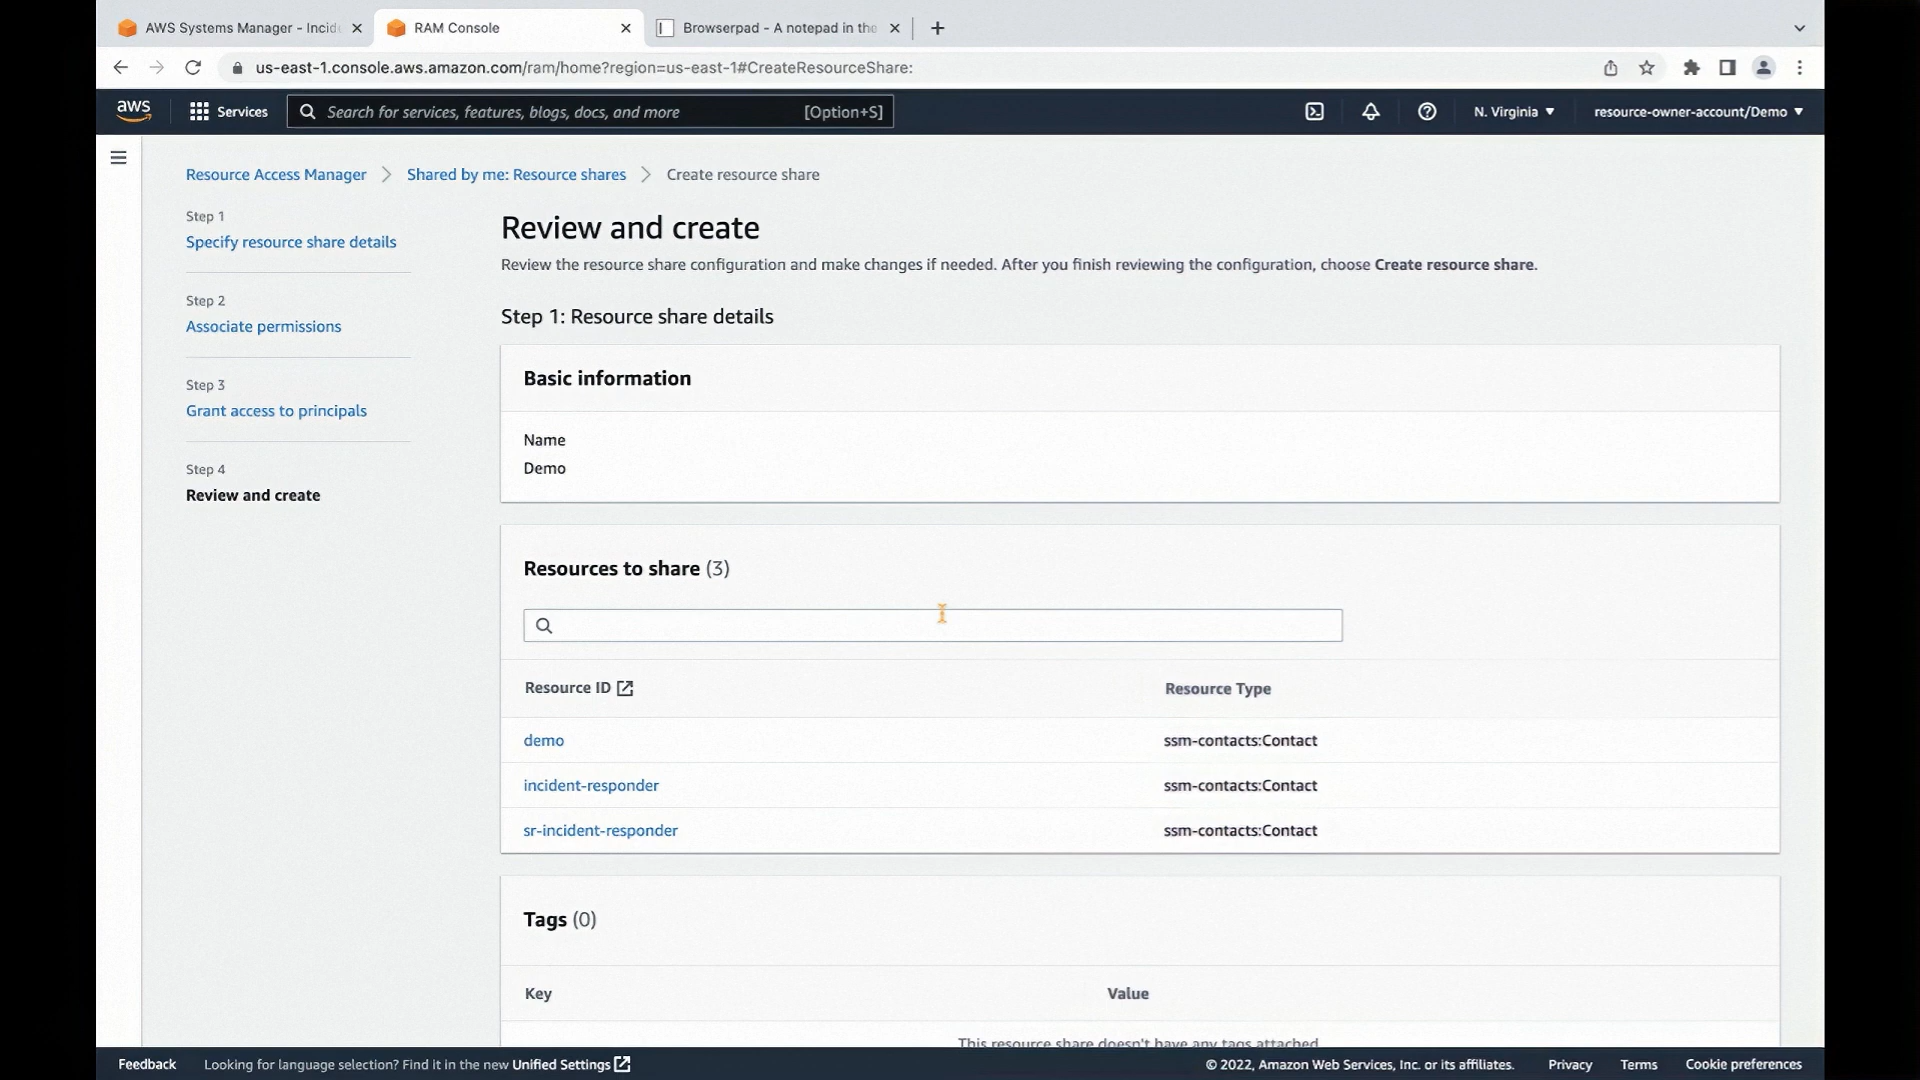 AWS Systems Manager - Incid
RAM Console
Browserpad - A notepad in the
us-east-1.console.aws.amazon.com/ram/home?region=us-east-1#CreateResourceShare:
aws
Services
Search for services, features, blogs, docs, and more
[Option+S]
N. Virginia
resource-owner-account/Demo
Resource Access Manager
Shared by me: Resource shares
Create resource share
Step 1
Specify resource share details
Step 2
Associate permissions
Step 3
Grant access to principals
Step 4
Review and create
Review and create
Review the resource share configuration and make changes if needed. After you finish reviewing the configuration, choose Create resource share.
Step 1: Resource share details
Basic information
Name
Demo
Resources to share (3)
Resource ID
Resource Type
demo
ssm-contacts:Contact
incident-responder
ssm-contacts:Contact
sr-incident-responder
ssm-contacts:Contact
Tags (0)
Key
Value
This resource share doesn't have any tags attached
Feedback
Looking for language selection? Find it in the new Unified Settings
© 2022, Amazon Web Services, Inc. or its affiliates.
Privacy
Terms
Cookie preferences